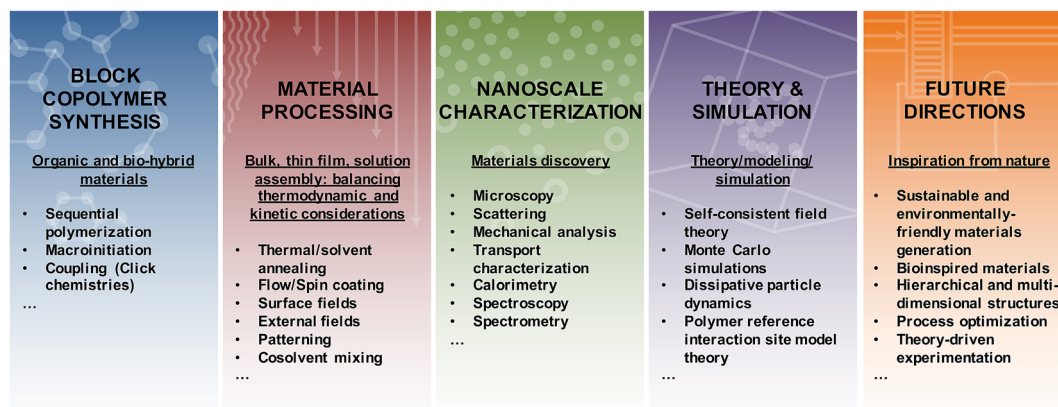 BLOCK
COPOLYMER
SYNTHESIS
Organic and bio-hybrid
materials
• Sequential
polymerization
• Macroinitiation
• Coupling (Click
chemistries)
…
MATERIAL
PROCESSING
Bulk, thin film, solution
assembly: balancing
thermodynamic and
kinetic considerations
• Thermal/solvent
annealing
• Flow/Spin coating
• Surface fields
• External fields
• Patterning
• Cosolvent mixing
…
NANOSCALE
CHARACTERIZATION
Materials discovery
• Microscopy
• Scattering
• Mechanical analysis
• Transport
characterization
• Calorimetry
• Spectroscopy
• Spectrometry
…
THEORY &
SIMULATION
Theory/modeling/
simulation
• Self-consistent field
theory
• Monte Carlo
simulations
• Dissipative particle
dynamics
• Polymer reference
interaction site model
theory
…
FUTURE
DIRECTIONS
Inspiration from nature
• Sustainable and
environmentally-
friendly materials
generation
• Bioinspired materials
• Hierarchical and multi-
dimensional structures
• Process optimization
• Theory-driven
experimentation
…